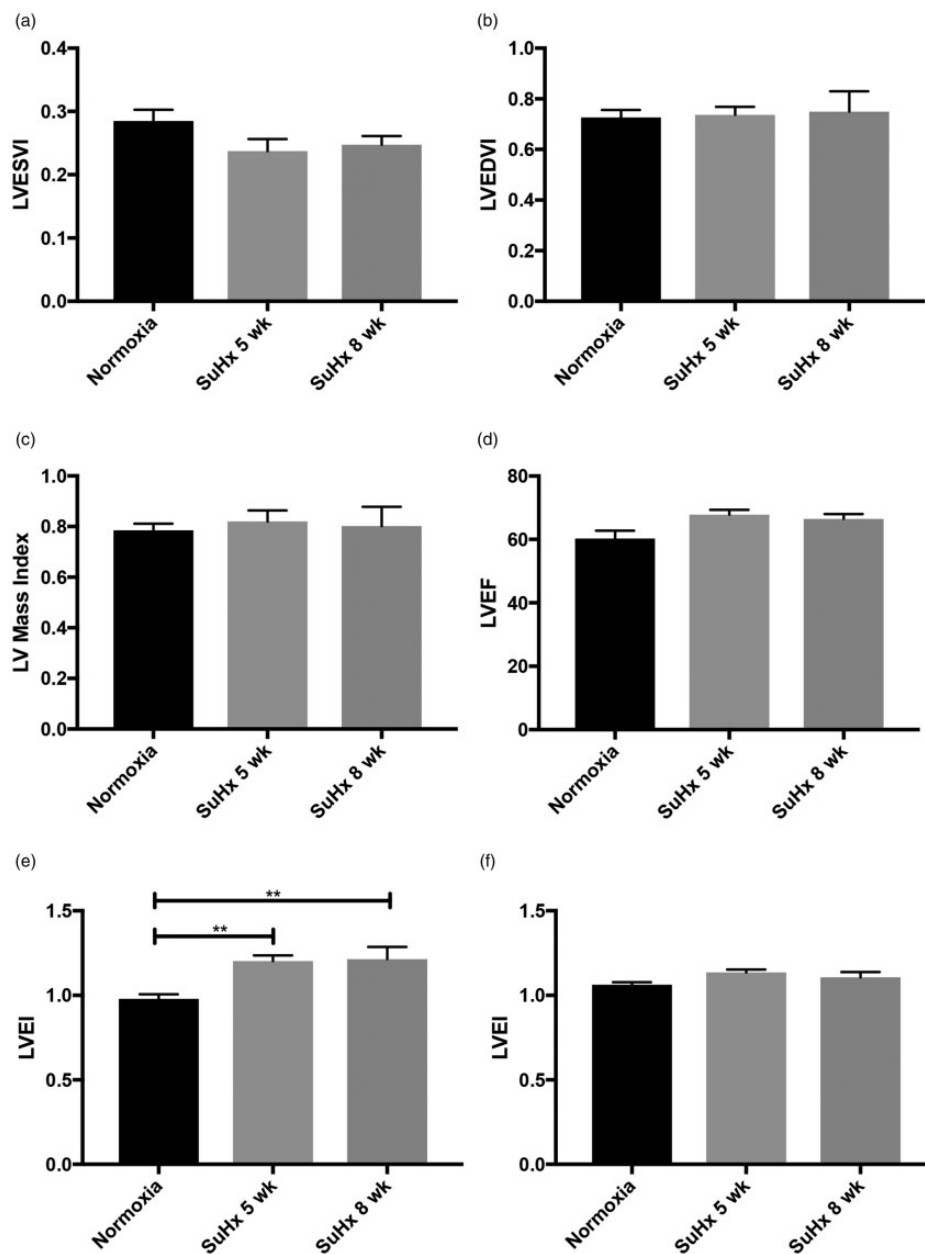 (a)
LVESVI
0.4
0.3
0.2
0.1
0.0
Normoxia
SuHx 5 wk
SuHx 8 wk
(b)
LVEDVI
1.0
0.8
0.6
0.4
0.2
0.0
Normoxia
SuHx 5 wk
SuHx 8 wk
(c)
LV Mass Index
1.0
0.8
0.6
0.4
0.2
0.0
Normoxia
SuHx 5 wk
SuHx 8 wk
(d)
LVEF
80
60
40
20
0
Normoxia
SuHx 5 wk
SuHx 8 wk
(e)
LVEI
1.5
1.0
0.5
0.0
**
**
Normoxia
SuHx 5 wk
SuHx 8 wk
(f)
LVEI
1.5
1.0
0.5
0.0
Normoxia
SuHx 5 wk
SuHx 8 wk